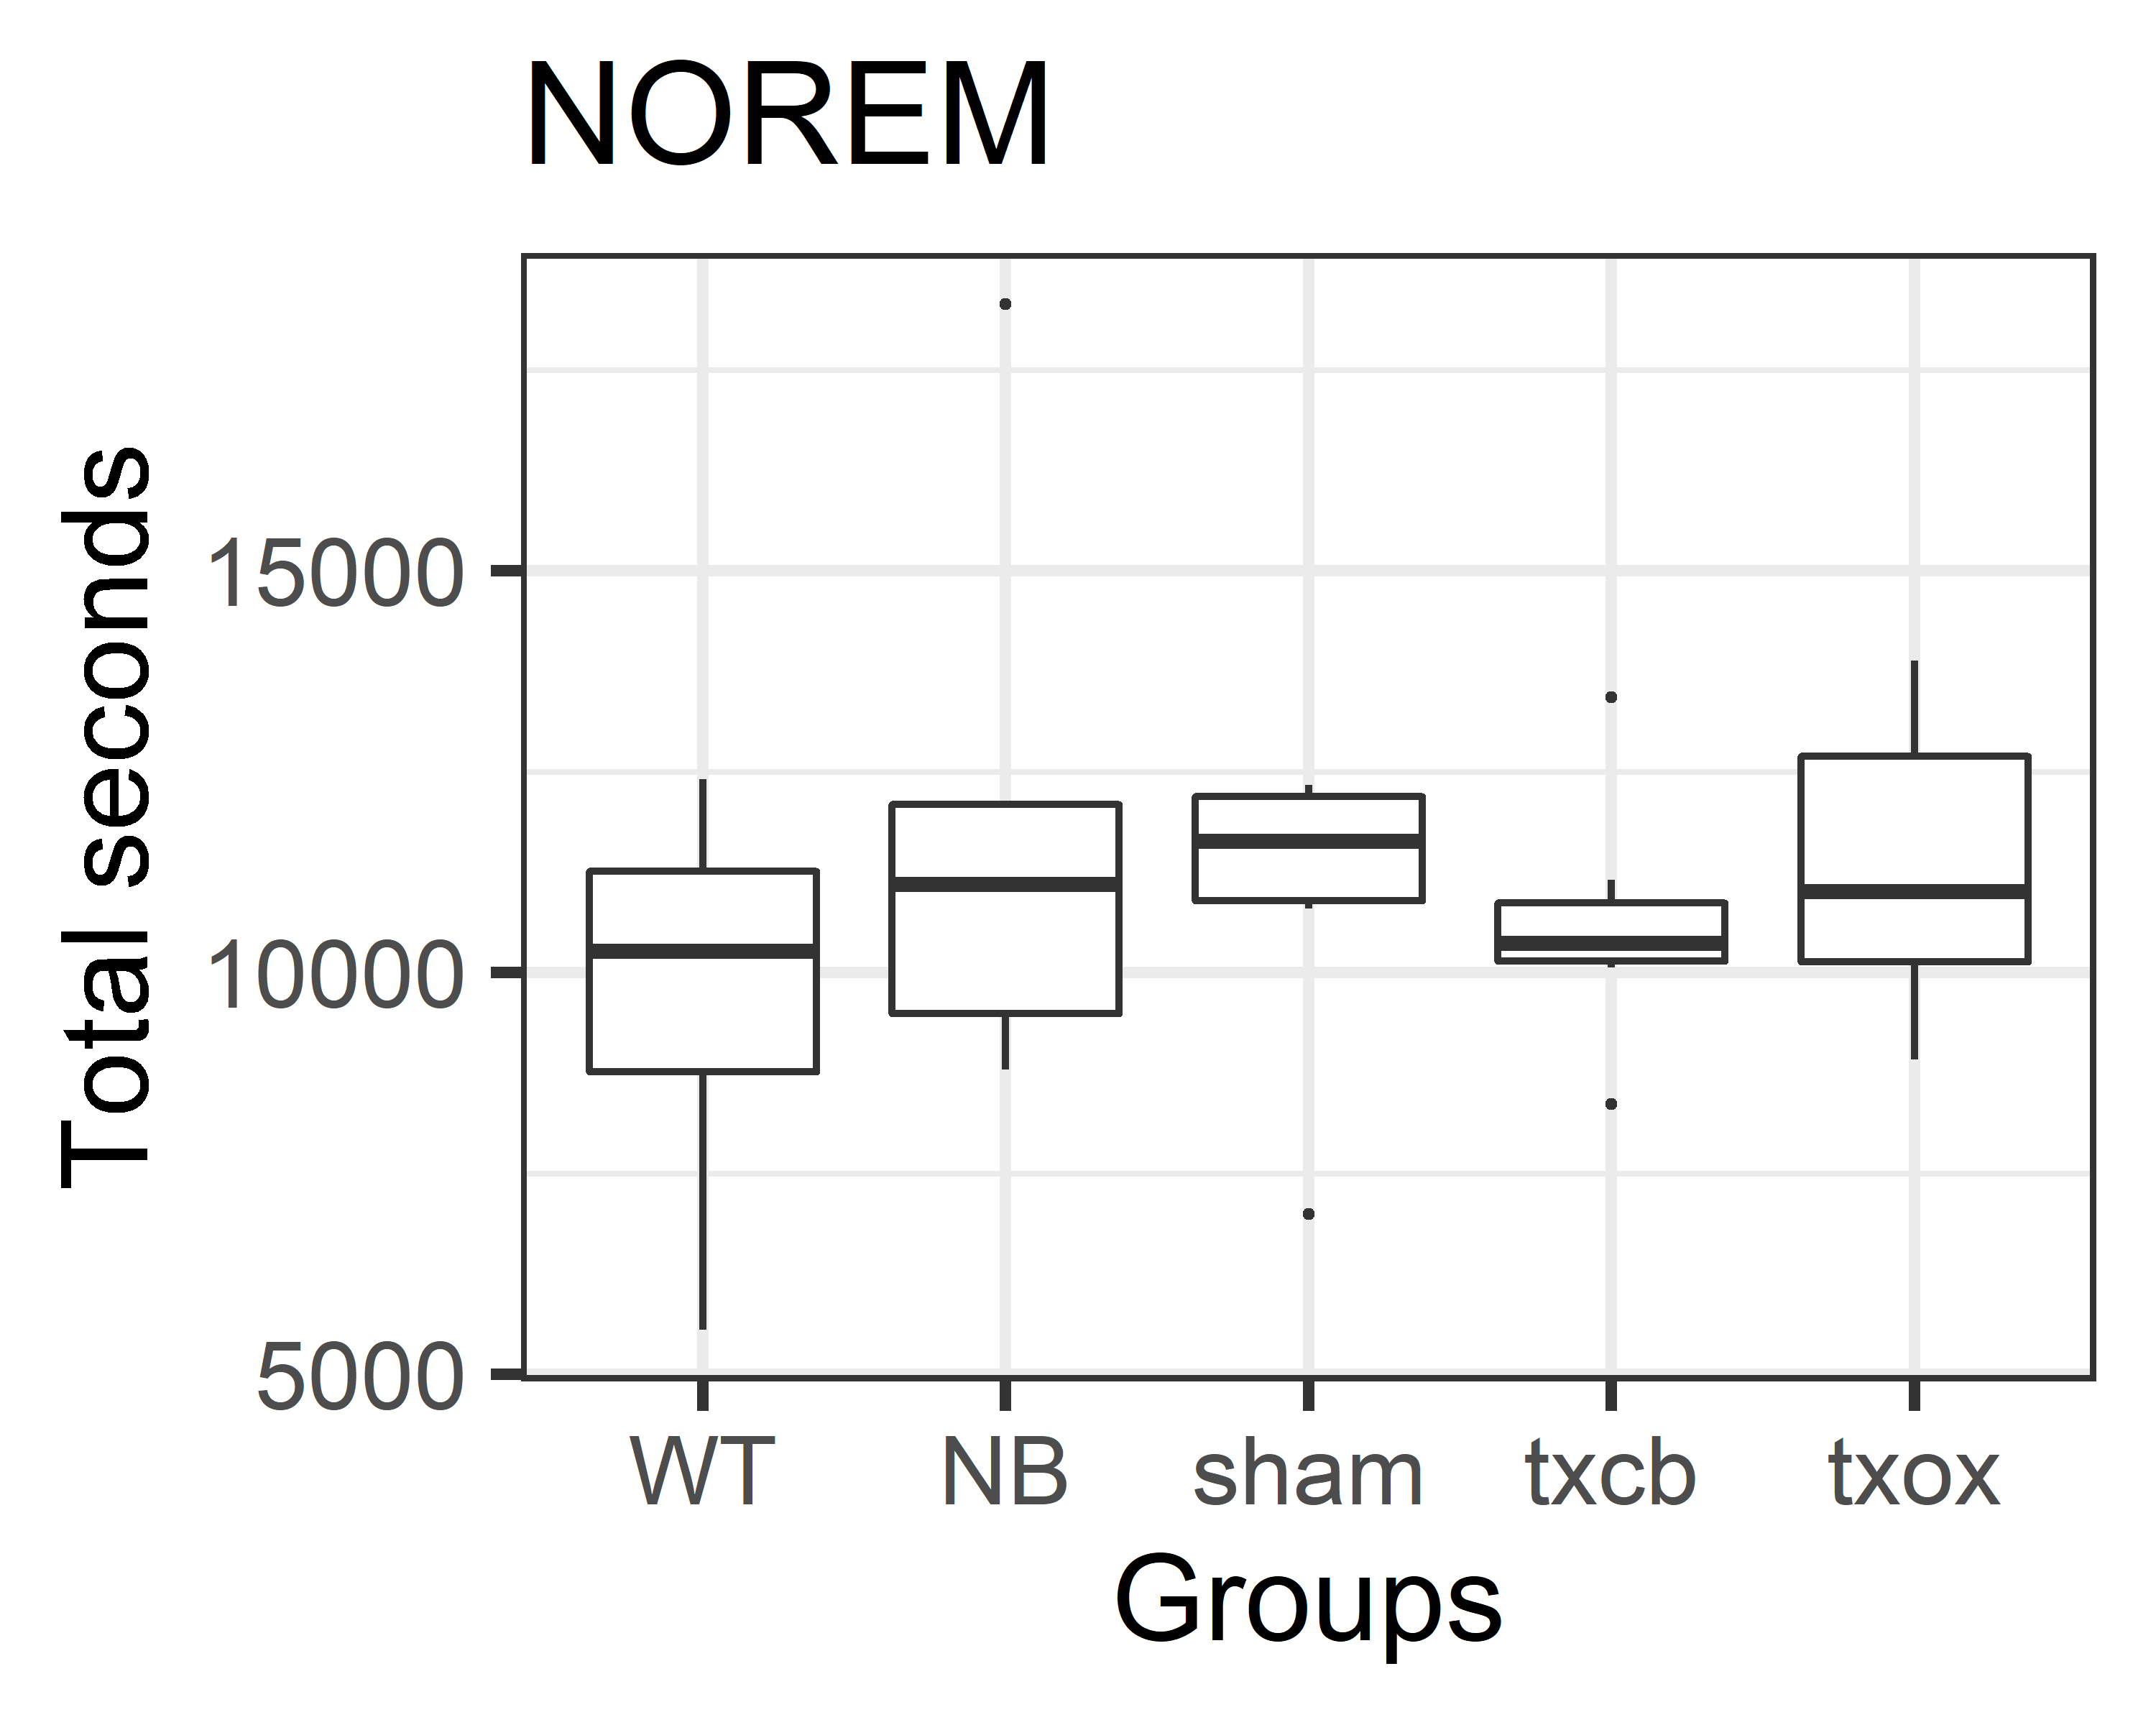 NOREM
Total seconds
15000
10000
5000
WT NB sham txcb txox
Groups